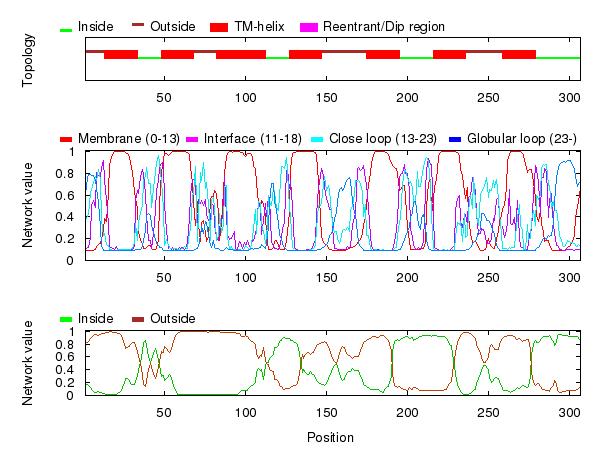 Inside Outside TM-helix Reentrant/Dip region
Topology
50 100 150 200 250 300
Membrane (0-13) Interface (11-18) Close loop (13-23) Globular loop (23-)
Network value
1
0.8
0.6
0.4
0.2
0
50 100 150 200 250 300
Inside Outside
Network value
1
0.8
0.6
0.4
0.2
0
50 100 150 200 250 300
Position